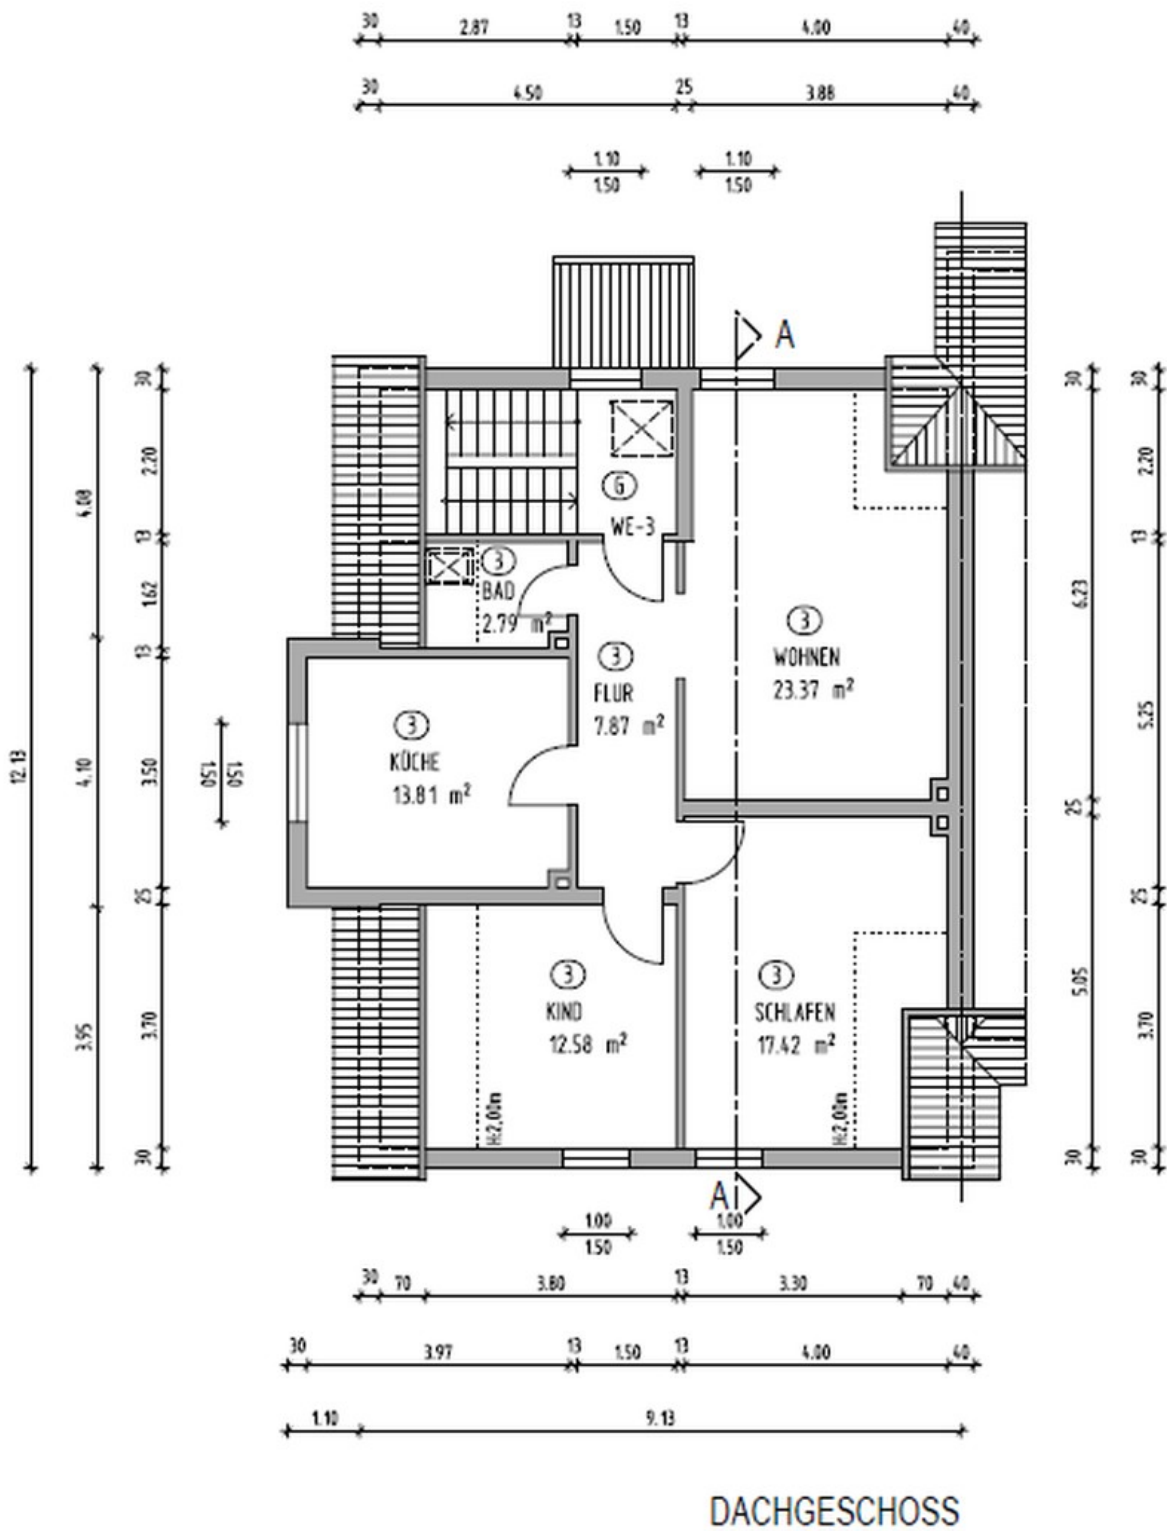 30 2.87 13 1.50 13 4.00 40
30 4.50 25 3.88 40
1.10 1.10
1.50 1.50
A
30 30 30 30
2.20 4.08 2.20
G
WE-3
13 13
3
BAD
2.79 m²
1.62 6.23
3
WOHNEN
23.37 m²
3
FLUR
7.87 m²
13
3
KÜCHE
13.81 m²
12.13 4.10 3.50 1.50 1.50 5.25
25
25 25
3
KIND
12.58 m²
3
SCHLAFEN
17.42 m²
3.95 3.70 5.05 3.70
H:2,00m H:2,00m
30 30 30
A
1.00 1.00
1.50 1.50
30 70 3.80 13 3.30 70 40
30 3.97 13 1.50 13 4.00 40
1.10 9.13
DACHGESCHOSS